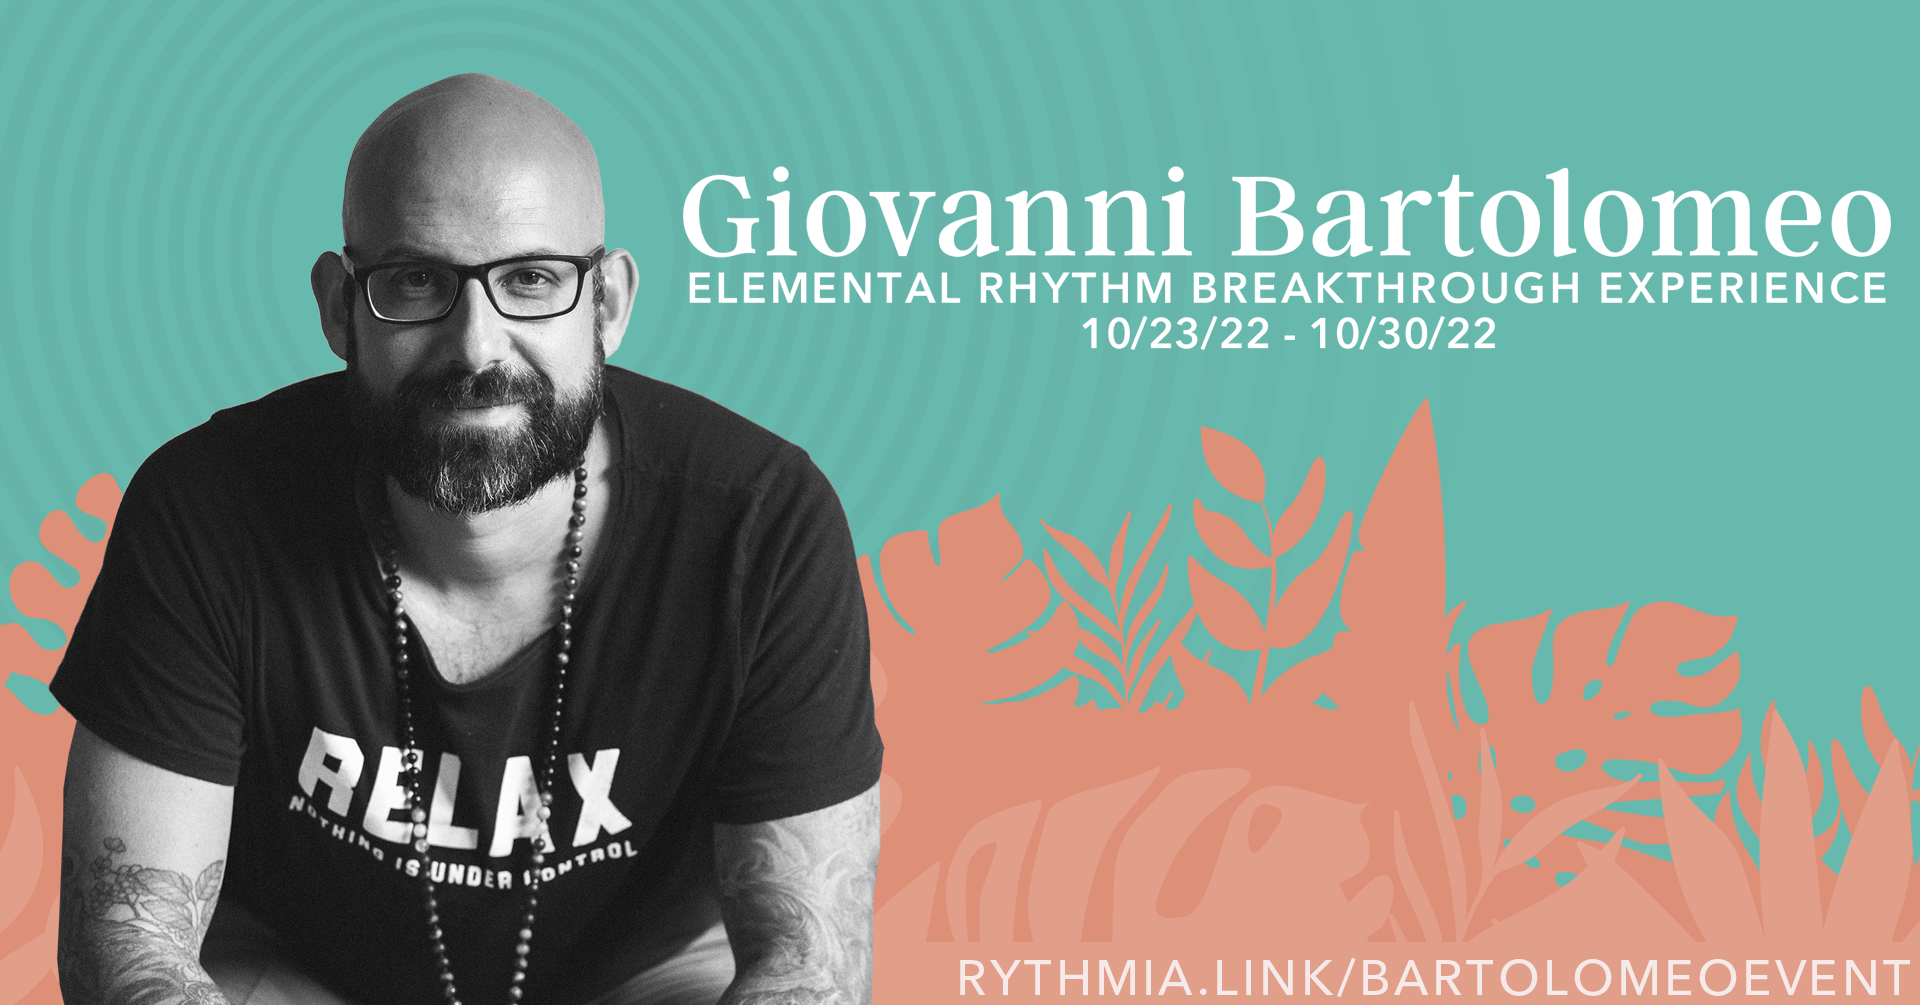 Giovanni Bartolomeo
ELEMENTAL RHYTHM BREAKTHROUGH EXPERIENCE
10/23/22 - 10/30/22
RELAX
NOTHING IS UNDER CONTROL
RYTHMIA.LINK/BARTOLOMEOEVENT